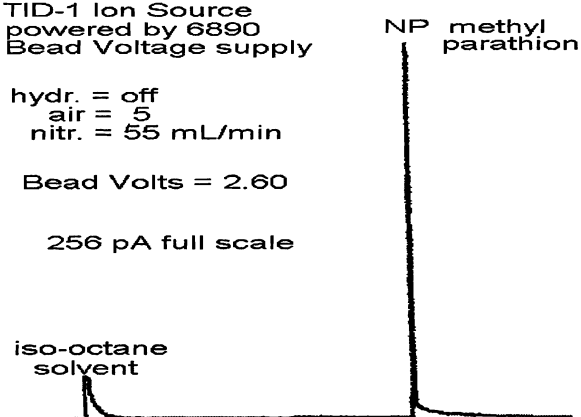 TID-1 Ion Source
powered by 6890
Bead Voltage supply
hydr. = off
air = 5
nitr. = 55 mL/min
Bead Volts = 2.60
256 pA full scale
iso-octane
solvent
NP methyl
parathion